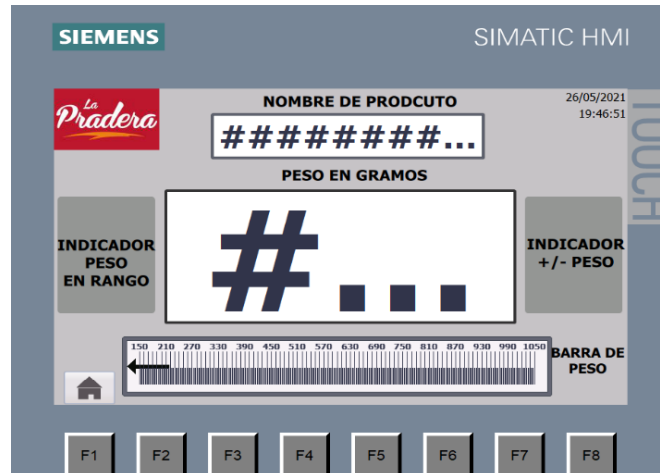 SIEMENS
SIMATIC HMI
TOUCH
La
Pradera
NOMBRE DE PRODCUTO
26/05/2021
19:46:51
########...
PESO EN GRAMOS
INDICADOR
PESO
EN RANGO
#...
INDICADOR
+/- PESO
150 210 270 330 390 450 510 570 630 690 750 810 870 930 990 1050
BARRA DE
PESO
F1 F2 F3 F4 F5 F6 F7 F8